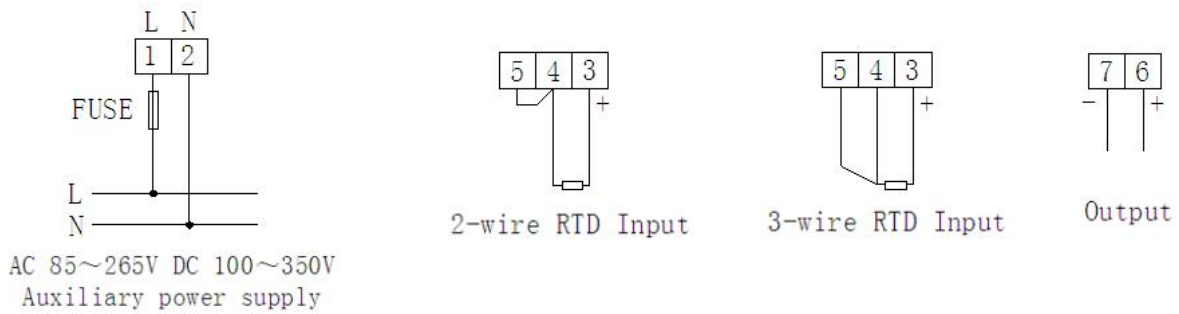 L N
1 2
FUSE
L
N
AC 85～265V DC 100～350V
Auxiliary power supply
5 4 3
+
2-wire RTD Input
5 4 3
+
3-wire RTD Input
7 6
- +
Output